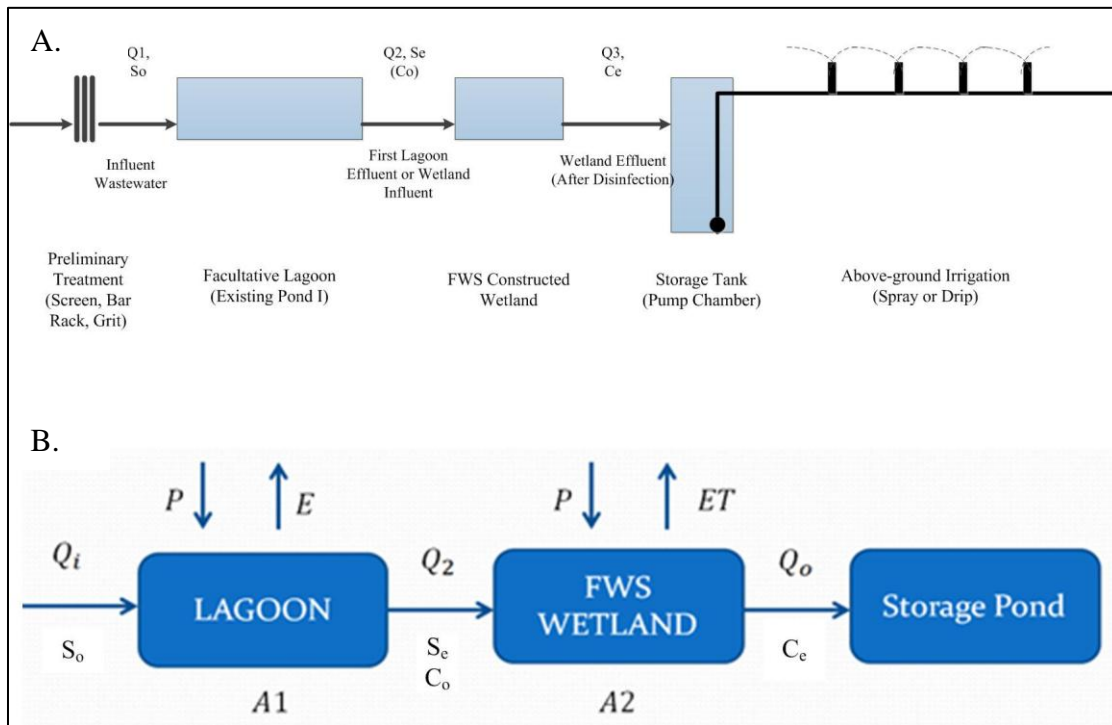 A.
Q1,
So
Q2, Se
(Co)
Q3,
Ce
Influent
Wastewater
First Lagoon
Effluent or Wetland
Influent
Wetland Effluent
(After Disinfection)
Preliminary
Treatment
(Screen, Bar
Rack, Grit)
Facultative Lagoon
(Existing Pond I)
FWS Constructed
Wetland
Storage Tank
(Pump Chamber)
Above-ground Irrigation
(Spray or Drip)
B.
P
E
P
ET
Qi
Q2
Qo
LAGOON
FWS
WETLAND
Storage Pond
So
Se
Co
Ce
A1
A2